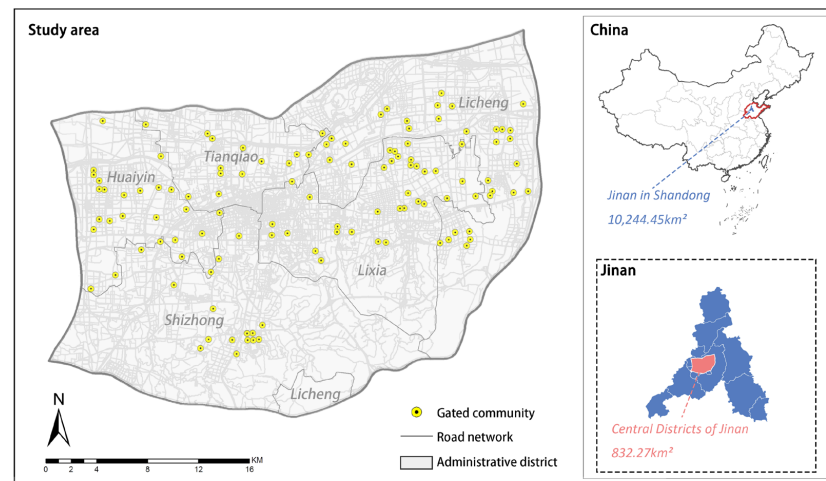 Study area
Licheng
Tianqiao
Huaiyin
Lixia
Shizhong
Licheng
N
0 2 4 8 12 16 KM
Gated community
Road network
Administrative district
China
Jinan in Shandong
10,244.45km²
Jinan
Central Districts of Jinan
832.27km²